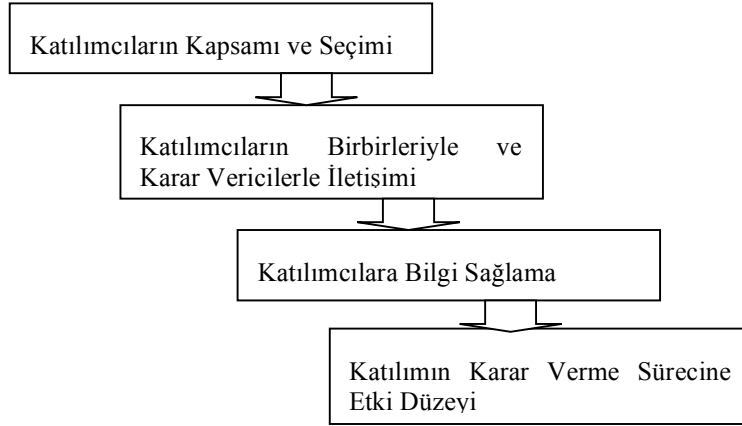 Katılımcıların Kapsamı ve Seçimi
Katılımcıların Birbirleriyle ve
Karar Vericilerle İletişimi
Katılımcılara Bilgi Sağlama
Katılımın Karar Verme Sürecine
Etki Düzeyi